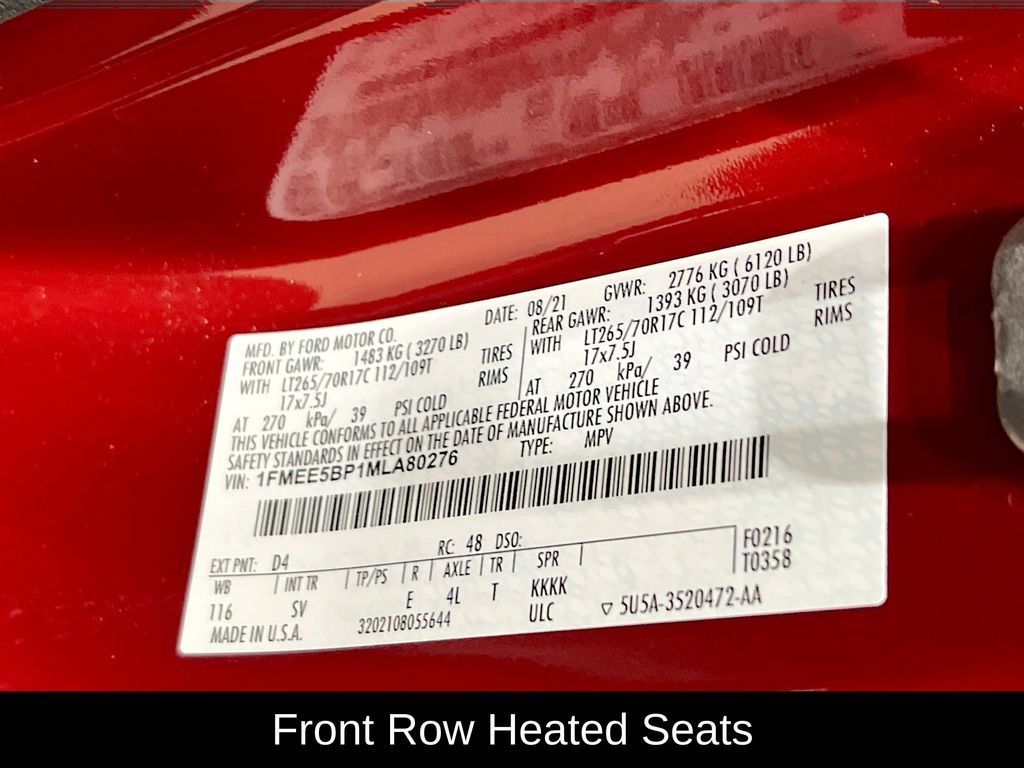 MFD. BY FORD MOTOR CO.
DATE: 08/21
GVWR: 2776 KG ( 6120 LB)
FRONT GAWR: 1483 KG ( 3270 LB)
WITH LT265/70R17C 112/109T TIRES
17x7.5J RIMS
AT 270 kPa/ 39 PSI COLD
REAR GAWR: 1393 KG ( 3070 LB)
WITH LT265/70R17C 112/109T TIRES
17x7.5J RIMS
AT 270 kPa/ 39 PSI COLD
THIS VEHICLE CONFORMS TO ALL APPLICABLE FEDERAL MOTOR VEHICLE
SAFETY STANDARDS IN EFFECT ON THE DATE OF MANUFACTURE SHOWN ABOVE.
VIN: 1FMEE5BP1MLA80276 TYPE: MPV
EXT PNT: D4 RC: 48 DSO: F0216
WB INT TR TP/PS R AXLE TR SPR T0358
116 SV E 4L T KKKK
MADE IN U.S.A. 3202108055644 ULC ▽ 5U5A-3520472-AA
Front Row Heated Seats